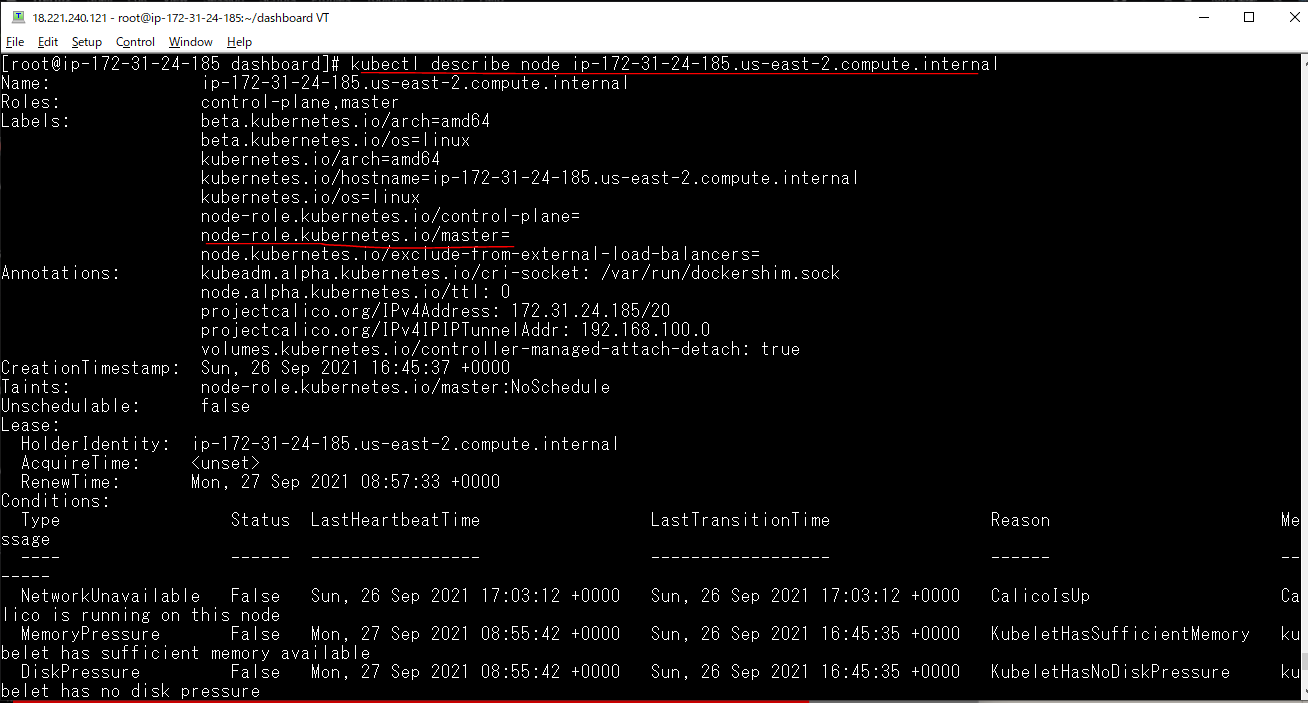 18.221.240.121 - root@ip-172-31-24-185:~/dashboard VT
File Edit Setup Control Window Help
[root@ip-172-31-24-185 dashboard]# kubectl describe node ip-172-31-24-185.us-east-2.compute.internal
Name: ip-172-31-24-185.us-east-2.compute.internal
Roles: control-plane,master
Labels: beta.kubernetes.io/arch=amd64
beta.kubernetes.io/os=linux
kubernetes.io/arch=amd64
kubernetes.io/hostname=ip-172-31-24-185.us-east-2.compute.internal
kubernetes.io/os=linux
node-role.kubernetes.io/control-plane=
node-role.kubernetes.io/master=
node.kubernetes.io/exclude-from-external-load-balancers=
Annotations: kubeadm.alpha.kubernetes.io/cri-socket: /var/run/dockershim.sock
node.alpha.kubernetes.io/ttl: 0
projectcalico.org/IPv4Address: 172.31.24.185/20
projectcalico.org/IPv4IPIPTunnelAddr: 192.168.100.0
volumes.kubernetes.io/controller-managed-attach-detach: true
CreationTimestamp: Sun, 26 Sep 2021 16:45:37 +0000
Taints: node-role.kubernetes.io/master:NoSchedule
Unschedulable: false
Lease:
HolderIdentity: ip-172-31-24-185.us-east-2.compute.internal
AcquireTime: <unset>
RenewTime: Mon, 27 Sep 2021 08:57:33 +0000
Conditions:
Type Status LastHeartbeatTime LastTransitionTime Reason Me
ssage
---- ------ ----------------- ------------------ ------ --
-----
NetworkUnavailable False Sun, 26 Sep 2021 17:03:12 +0000 Sun, 26 Sep 2021 17:03:12 +0000 CalicoIsUp Ca
lico is running on this node
MemoryPressure False Mon, 27 Sep 2021 08:55:42 +0000 Sun, 26 Sep 2021 16:45:35 +0000 KubeletHasSufficientMemory ku
belet has sufficient memory available
DiskPressure False Mon, 27 Sep 2021 08:55:42 +0000 Sun, 26 Sep 2021 16:45:35 +0000 KubeletHasNoDiskPressure ku
belet has no disk pressure